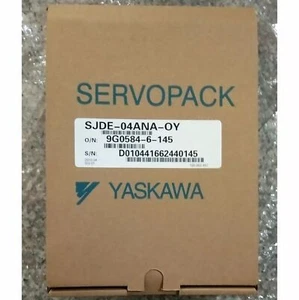 SERVOPACK
SJDE-04ANA-OY
O/N: 9G0584-6-145
S/N: D010441662440145
YASKAWA